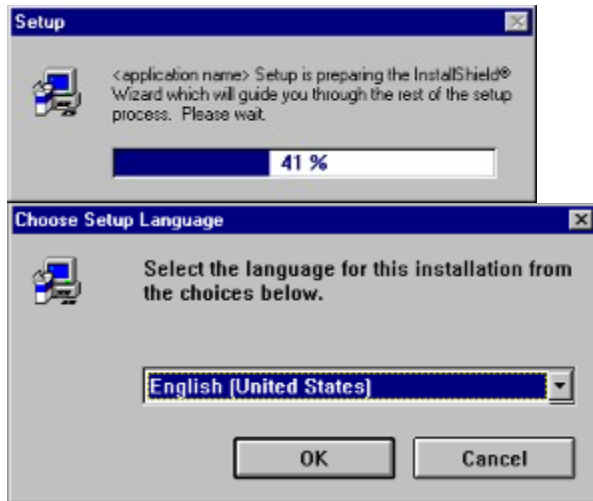 Setup
<application name> Setup is preparing the InstallShield®
Wizard which will guide you through the rest of the setup
process.  Please wait.
41 %
Choose Setup Language
Select the language for this installation from
the choices below.
English (United States)
OK
Cancel